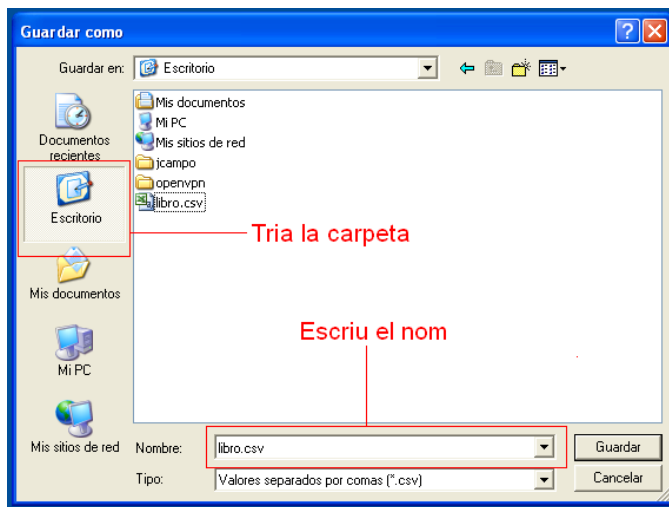 Guardar como
Guardar en:
Escritorio
Mis documentos
Mi PC
Mis sitios de red
jcampo
openvpn
libro.csv
Documentos
recientes
Escritorio
Tria la carpeta
Mis documentos
Escriu el nom
Mi PC
Mis sitios de red
Nombre:
libro.csv
Guardar
Tipo:
Valores separados por comas (*.csv)
Cancelar